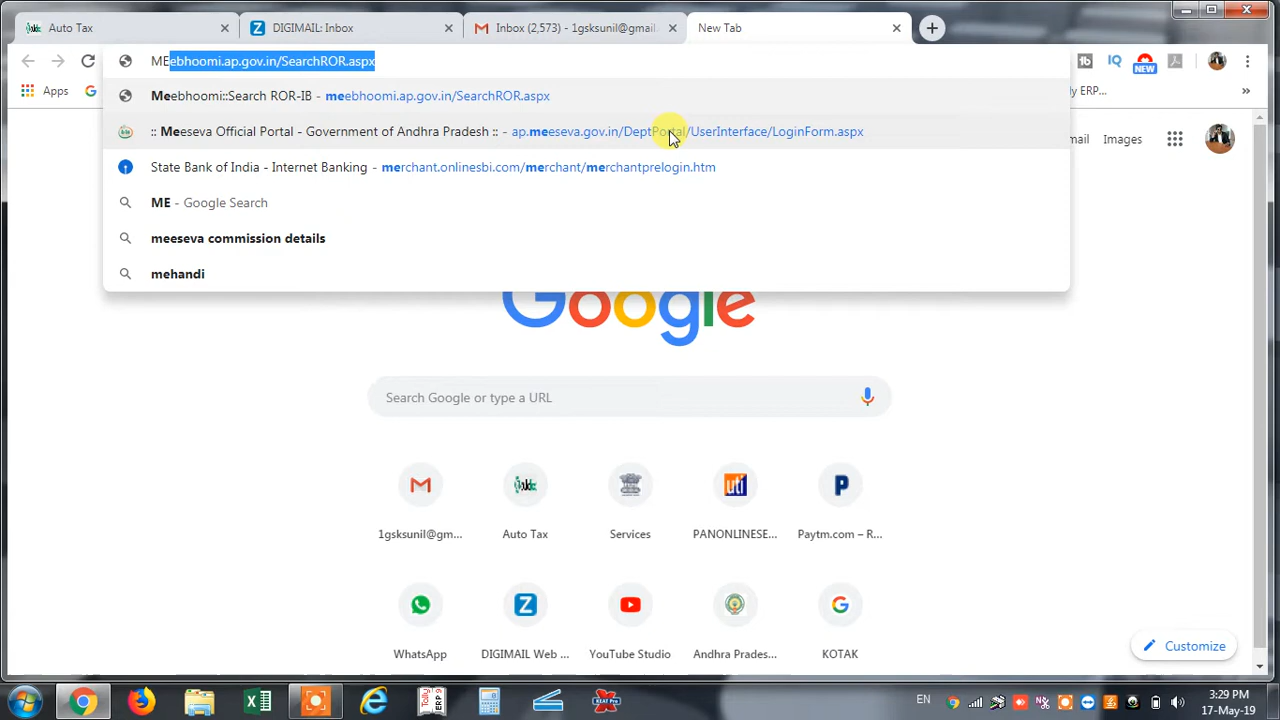 Auto Tax
DIGIMAIL: Inbox
Inbox (2,573) - 1gsksunil@gmail.
New Tab
MEebhoomi.ap.gov.in/SearchROR.aspx
NEW
Apps
ly ERP...
Meebhoomi::Search ROR-IB - meebhoomi.ap.gov.in/SearchROR.aspx
:: Meeseva Official Portal - Government of Andhra Pradesh :: - ap.meeseva.gov.in/DeptPortal/UserInterface/LoginForm.aspx
State Bank of India - Internet Banking - merchant.onlinesbi.com/merchant/merchantprelogin.htm
ME - Google Search
meeseva commission details
mehandi
mail Images
Google
Search Google or type a URL
1gsksunil@gm...
Auto Tax
Services
PANONLINESE...
Paytm.com – R...
WhatsApp
DIGIMAIL Web ...
YouTube Studio
Andhra Prades...
KOTAK
Customize
EN
3:29 PM
17-May-19